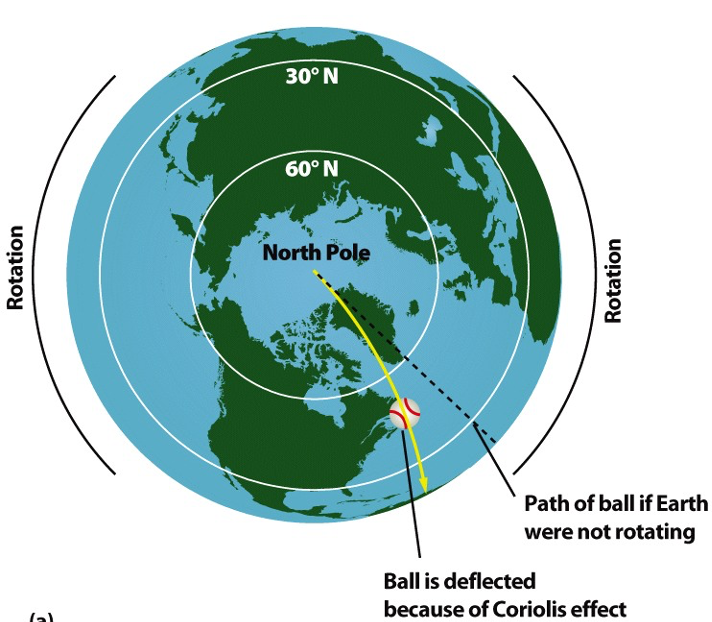 30° N
60° N
North Pole
Rotation
Rotation
Path of ball if Earth
were not rotating
Ball is deflected
because of Coriolis effect
(a)